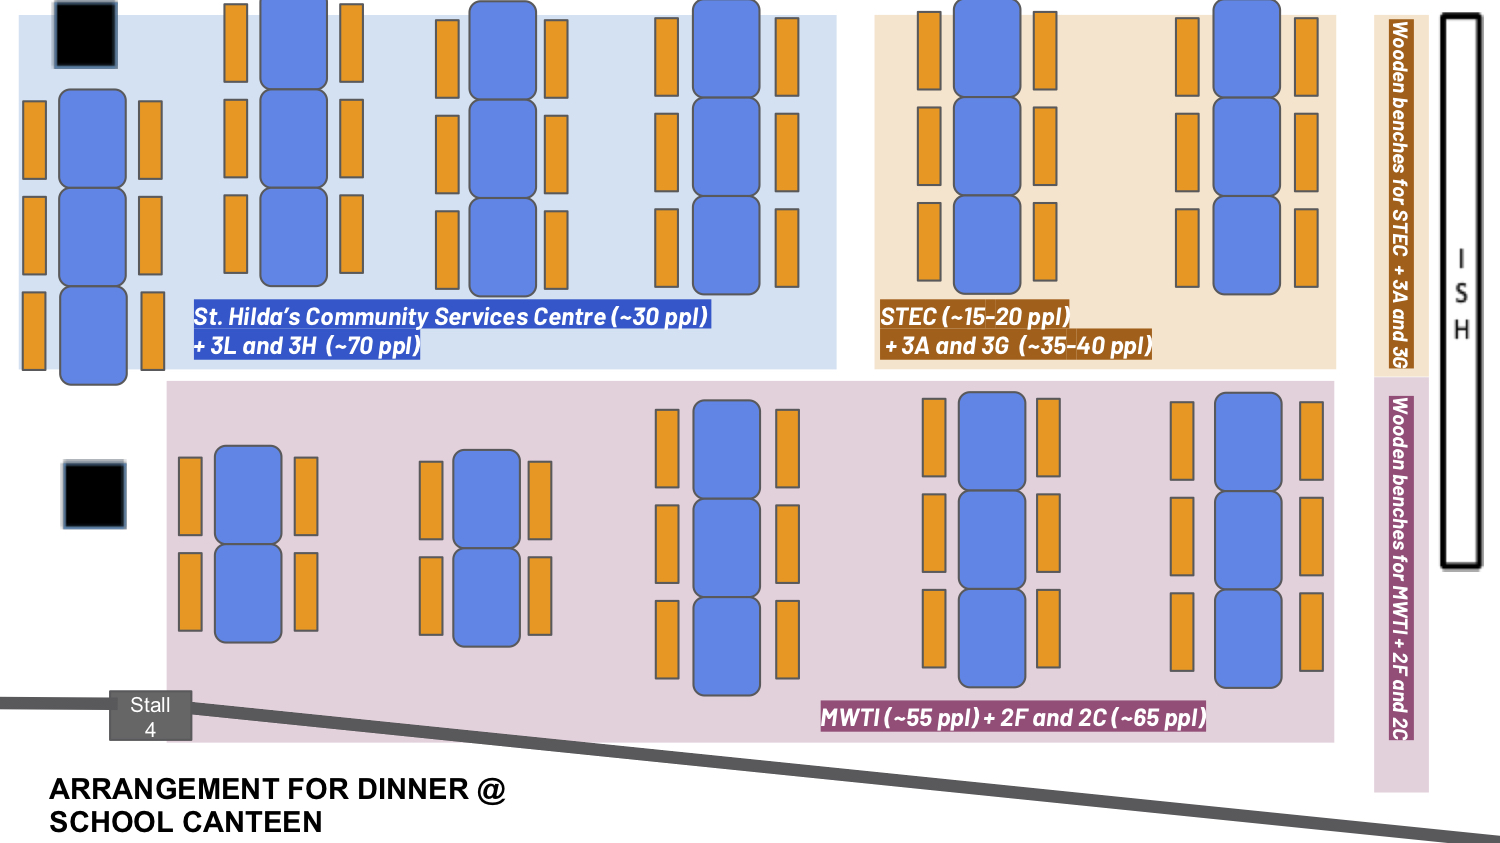 St. Hilda’s Community Services Centre (~30 ppl)
+ 3L and 3H (~70 ppl)
STEC (~15-20 ppl)
+ 3A and 3G (~35-40 ppl)
Wooden benches for STEC + 3A and 3G
I
S
H
Wooden benches for MWTI + 2F and 2C
MWTI (~55 ppl) + 2F and 2C (~65 ppl)
Stall
4
ARRANGEMENT FOR DINNER @
SCHOOL CANTEEN